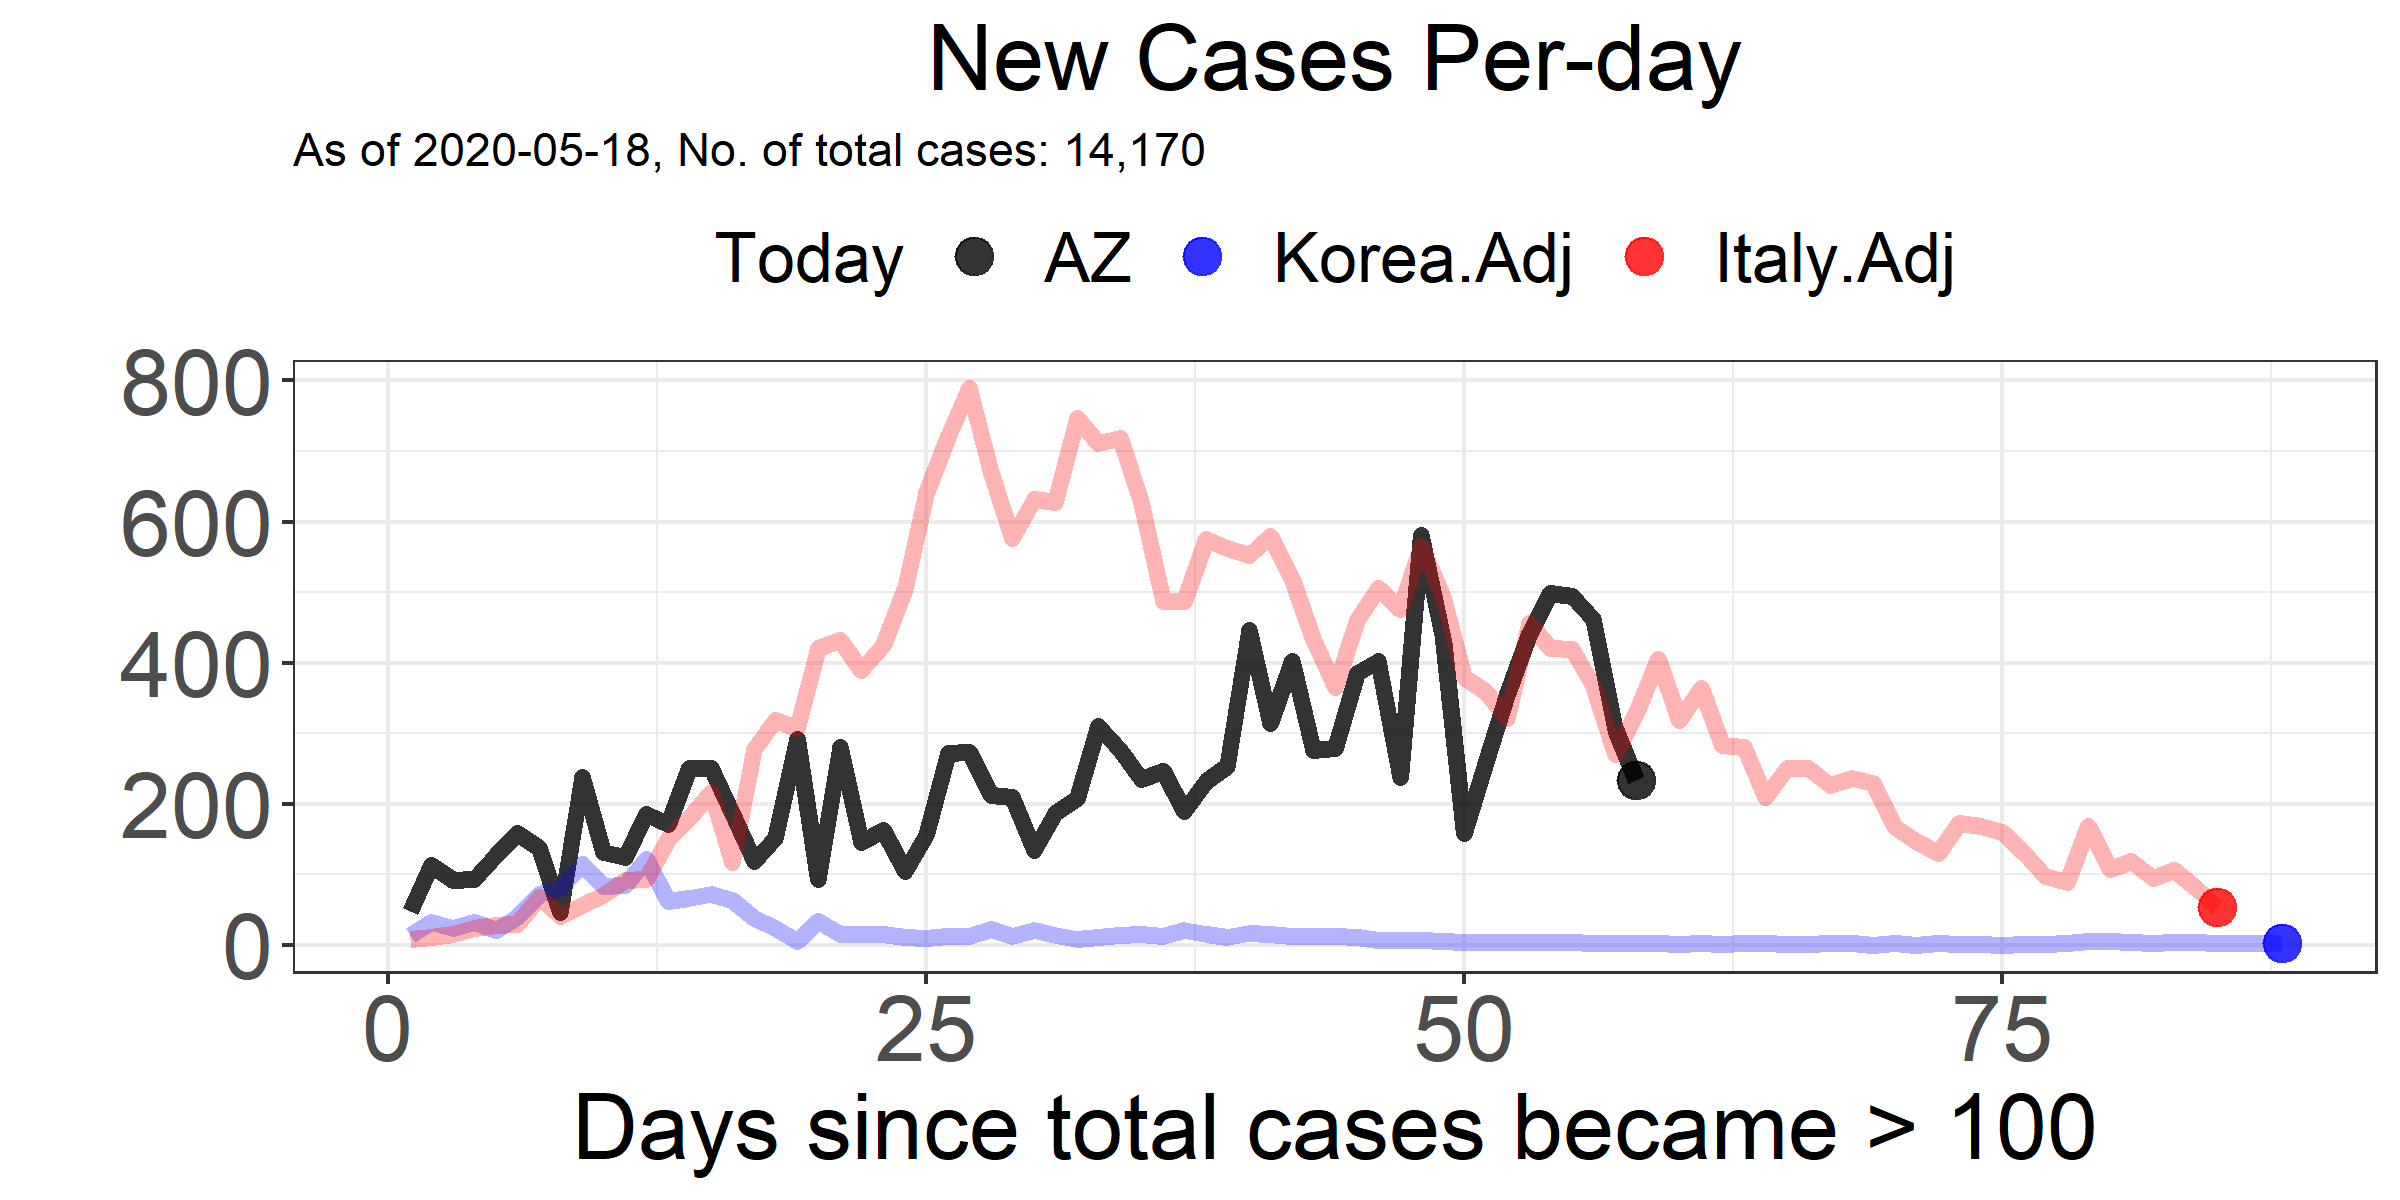 New Cases Per-day
As of 2020-05-18, No. of total cases: 14,170
Today AZ Korea.Adj Italy.Adj
800
600
400
200
0
0 25 50 75
Days since total cases became > 100